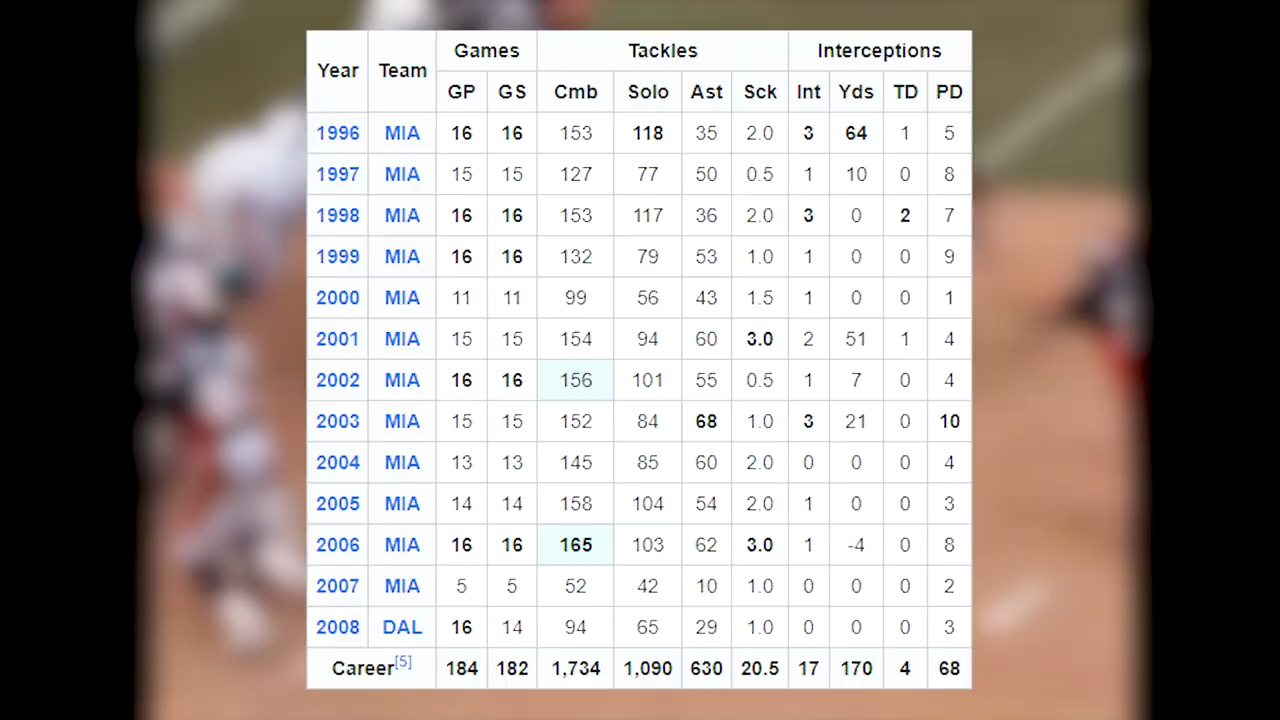 Year Team Games Tackles Interceptions
GP GS Cmb Solo Ast Sck Int Yds TD PD
1996 MIA 16 16 153 118 35 2.0 3 64 1 5
1997 MIA 15 15 127 77 50 0.5 1 10 0 8
1998 MIA 16 16 153 117 36 2.0 3 0 2 7
1999 MIA 16 16 132 79 53 1.0 1 0 0 9
2000 MIA 11 11 99 56 43 1.5 1 0 0 1
2001 MIA 15 15 154 94 60 3.0 2 51 1 4
2002 MIA 16 16 156 101 55 0.5 1 7 0 4
2003 MIA 15 15 152 84 68 1.0 3 21 0 10
2004 MIA 13 13 145 85 60 2.0 0 0 0 4
2005 MIA 14 14 158 104 54 2.0 1 0 0 3
2006 MIA 16 16 165 103 62 3.0 1 -4 0 8
2007 MIA 5 5 52 42 10 1.0 0 0 0 2
2008 DAL 16 14 94 65 29 1.0 0 0 0 3
Career[5] 184 182 1,734 1,090 630 20.5 17 170 4 68